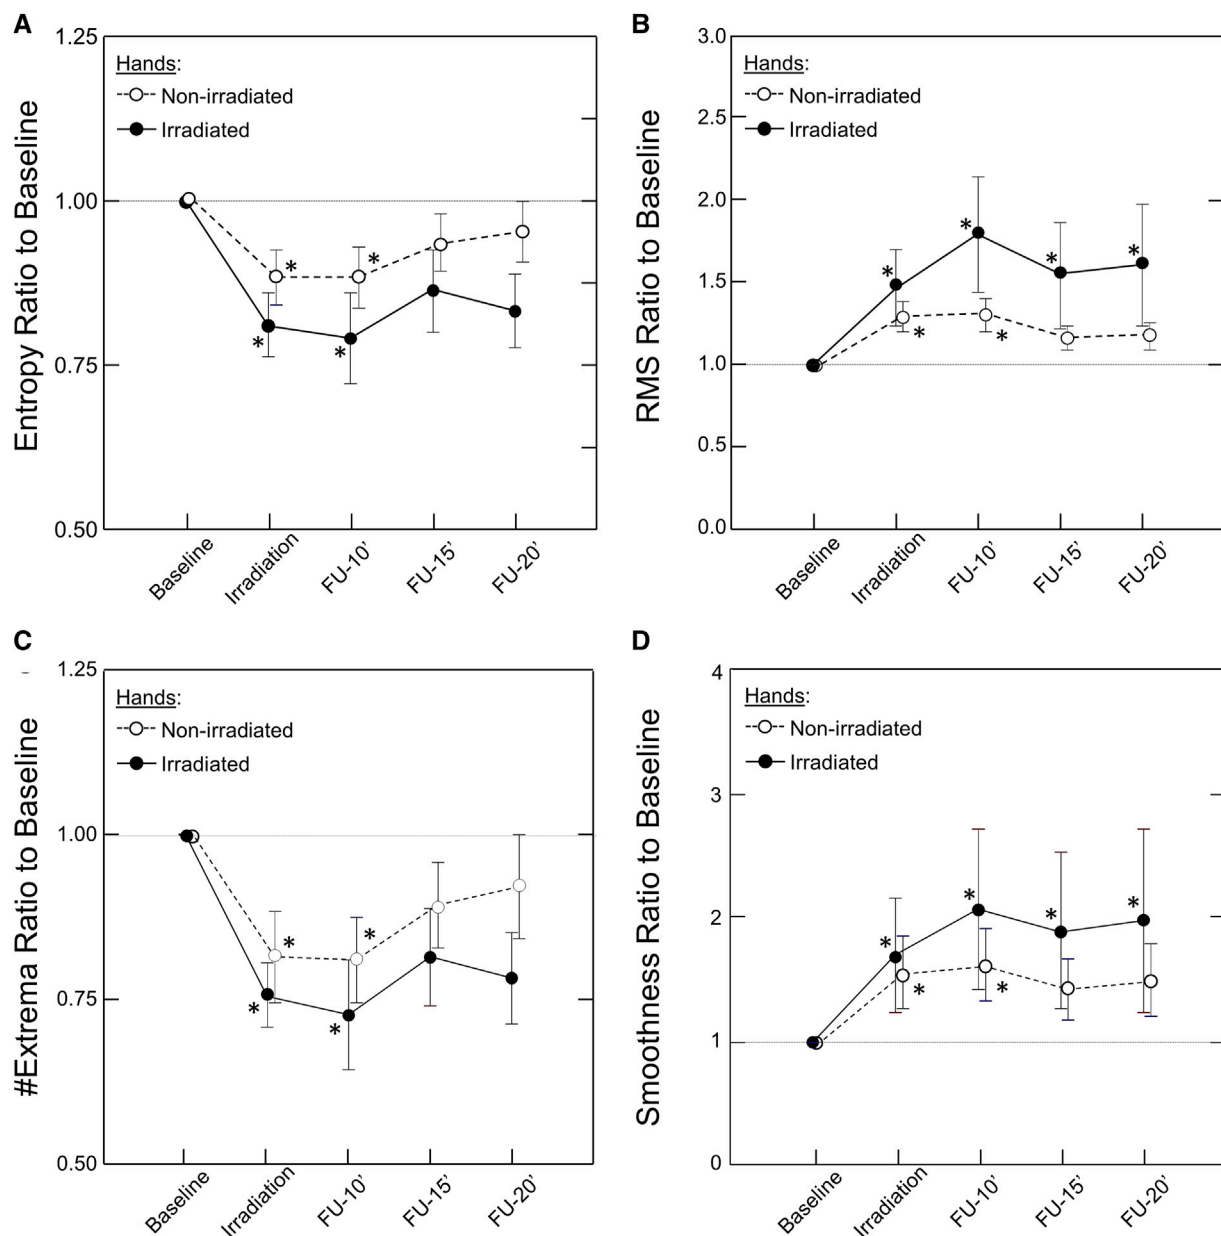 A
Entropy Ratio to Baseline
1.25
1.00
0.75
0.50
Hands:
Non-irradiated
Irradiated
*
*
*
*
Baseline
Irradiation
FU-10’
FU-15’
FU-20’
B
RMS Ratio to Baseline
3.0
2.5
2.0
1.5
1.0
0.5
0.0
Hands:
Non-irradiated
Irradiated
*
*
*
*
*
*
Baseline
Irradiation
FU-10’
FU-15’
FU-20’
C
#Extrema Ratio to Baseline
1.25
1.00
0.75
0.50
Hands:
Non-irradiated
Irradiated
*
*
*
*
Baseline
Irradiation
FU-10’
FU-15’
FU-20’
D
Smoothness Ratio to Baseline
4
3
2
1
0
Hands:
Non-irradiated
Irradiated
*
*
*
*
*
*
Baseline
Irradiation
FU-10’
FU-15’
FU-20’